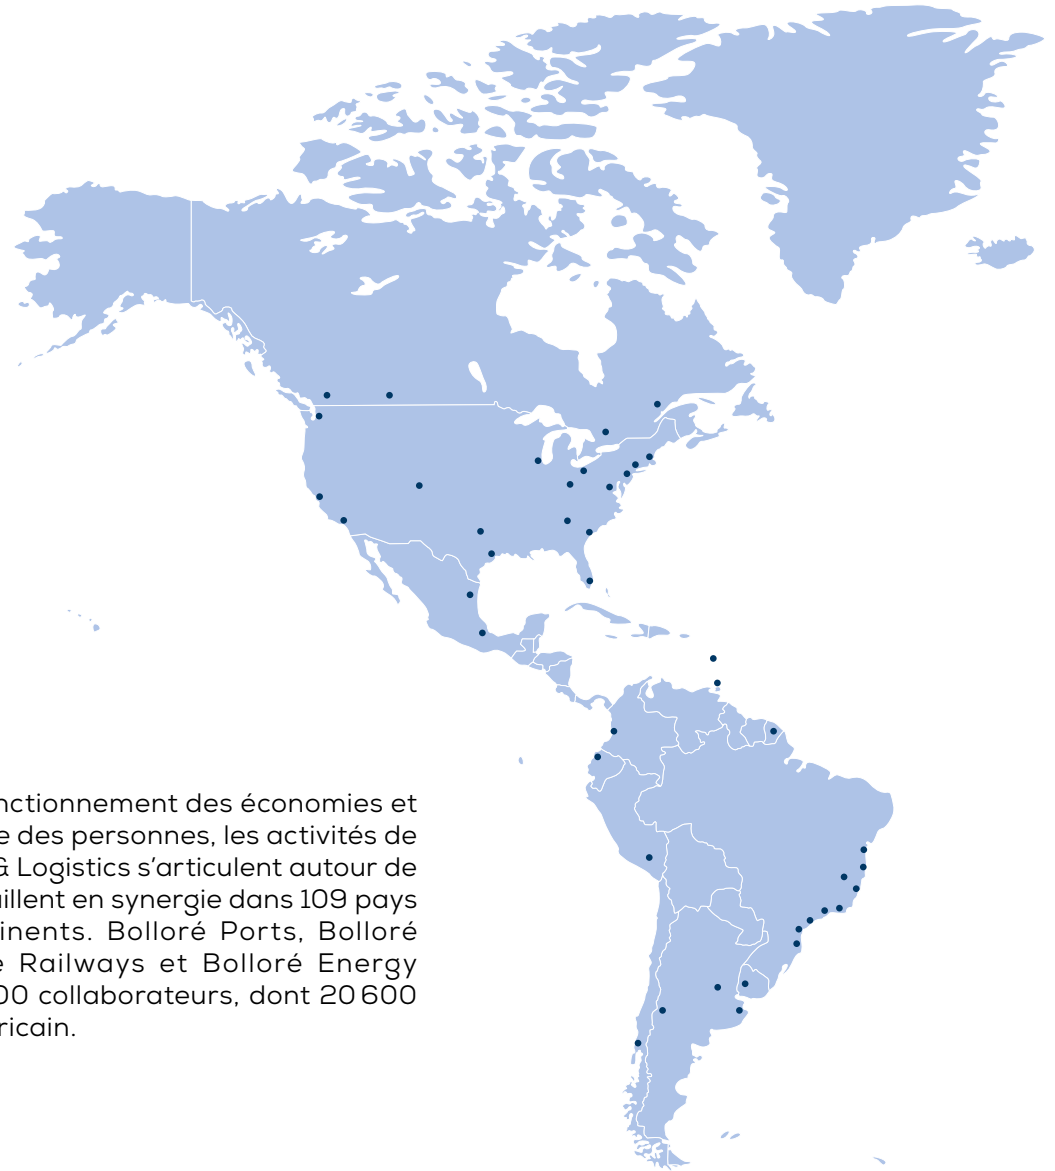 nctionnement des économies et
e des personnes, les activités de
& Logistics s’articulent autour de
aillent en synergie dans 109 pays
inents. Bolloré Ports, Bolloré
e Railways et Bolloré Energy
00 collaborateurs, dont 20 600
ricain.